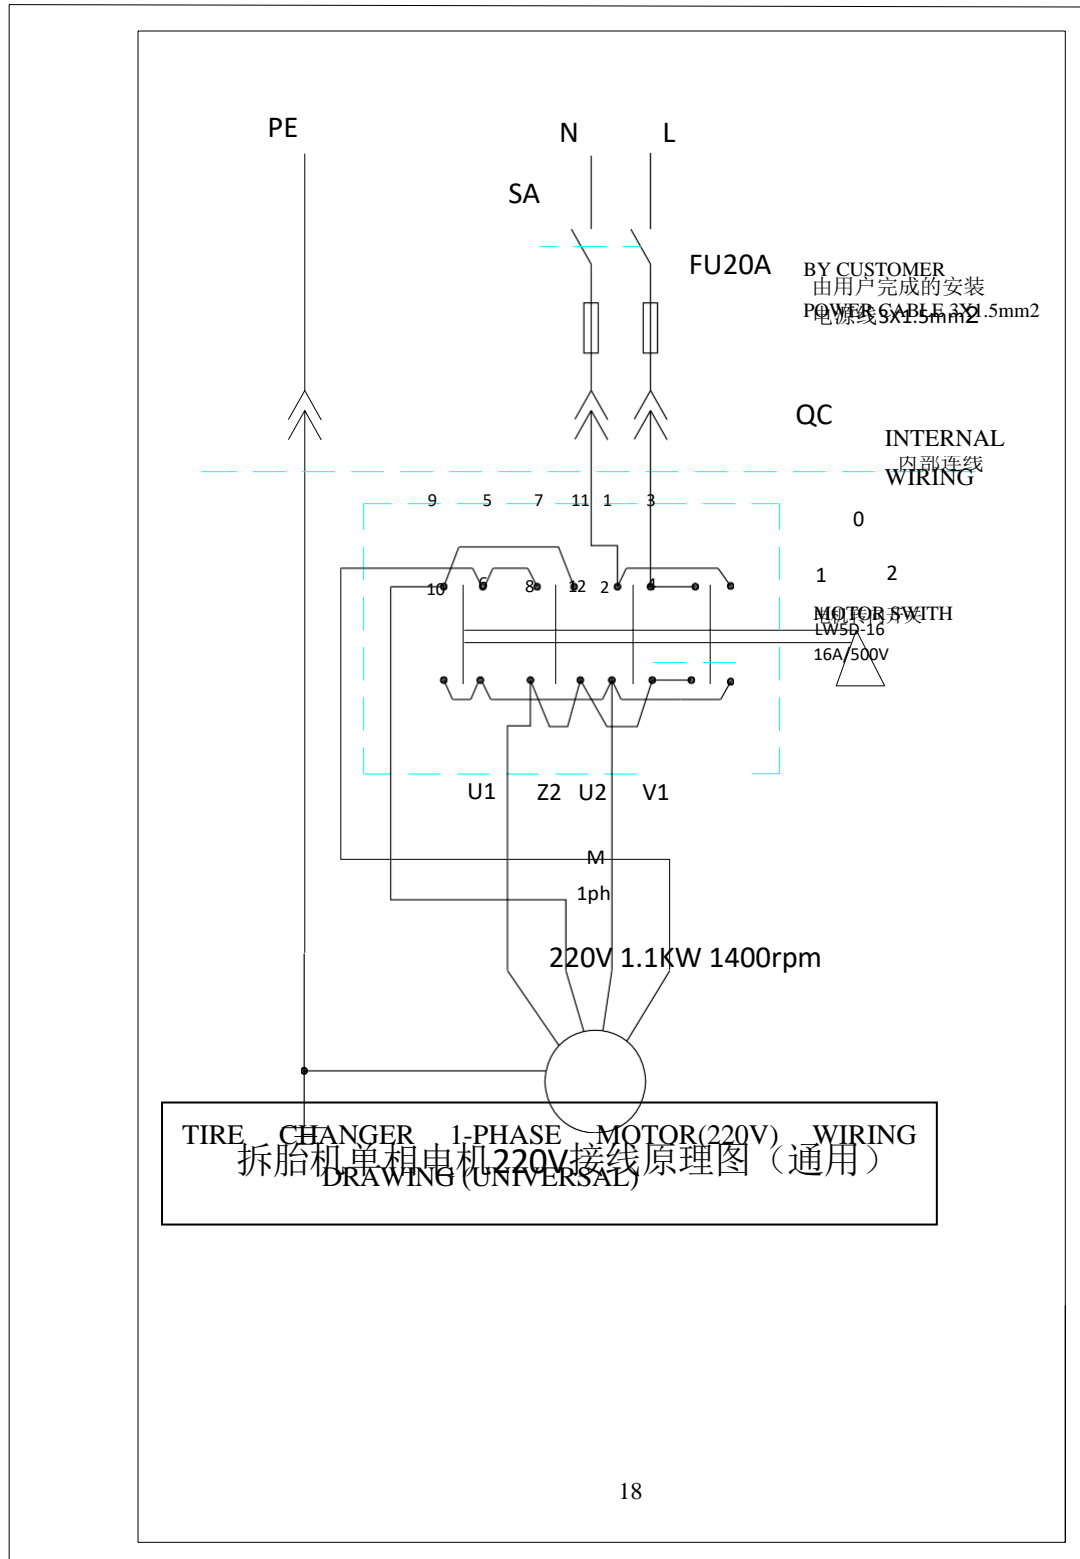 PE
N L
SA
FU20A
BY CUSTOMER
由用户完成的安装
POWER CABLE 3X1.5mm2
电源线3X1.5mm2
QC
INTERNAL
内部连线
WIRING
9 5 7 11 1 3
0
1 2
10 6 8 12 2 4
MOTOR SWITH
电机转向开关
LW5D-16
16A/500V
U1 Z2 U2 V1
M
1ph
220V 1.1KW 1400rpm
TIRE CHANGER 1-PHASE MOTOR(220V) WIRING
拆胎机单相电机220V接线原理图（通用）
DRAWING (UNIVERSAL)
18